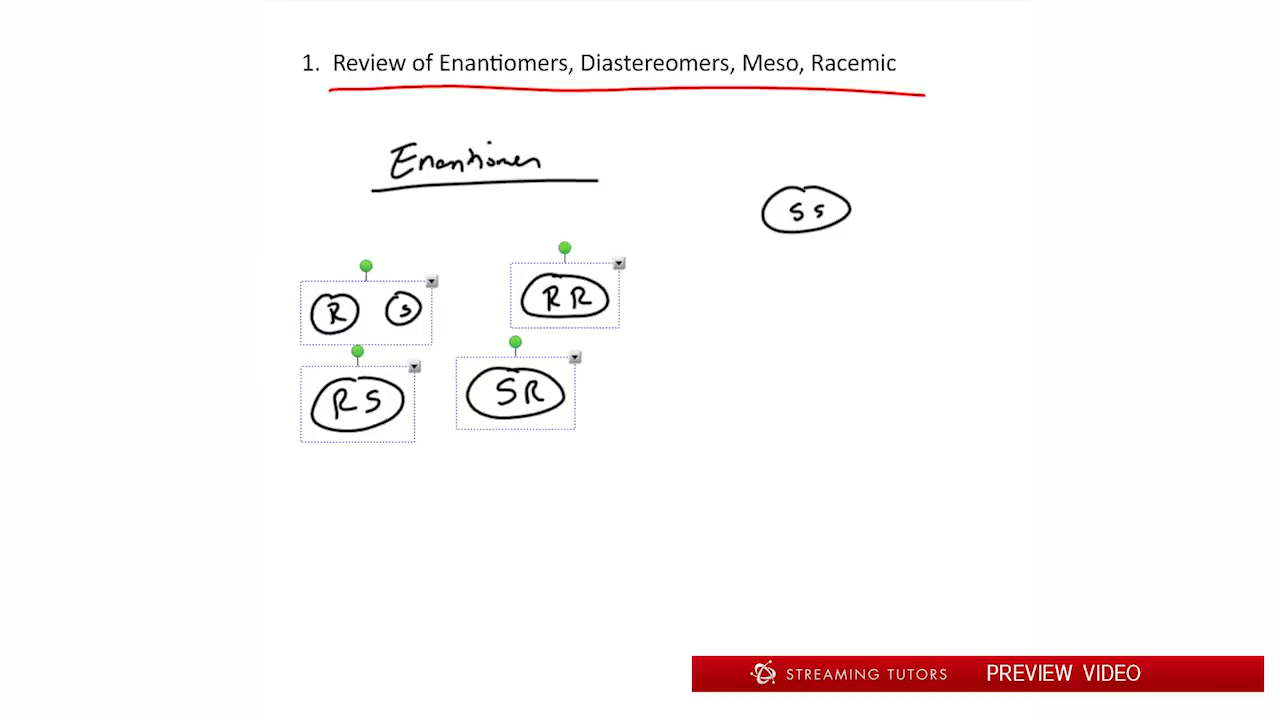 1. Review of Enantiomers, Diastereomers, Meso, Racemic
Enantiomer
S s
R S
R R
R S
S R
STREAMING TUTORS PREVIEW VIDEO